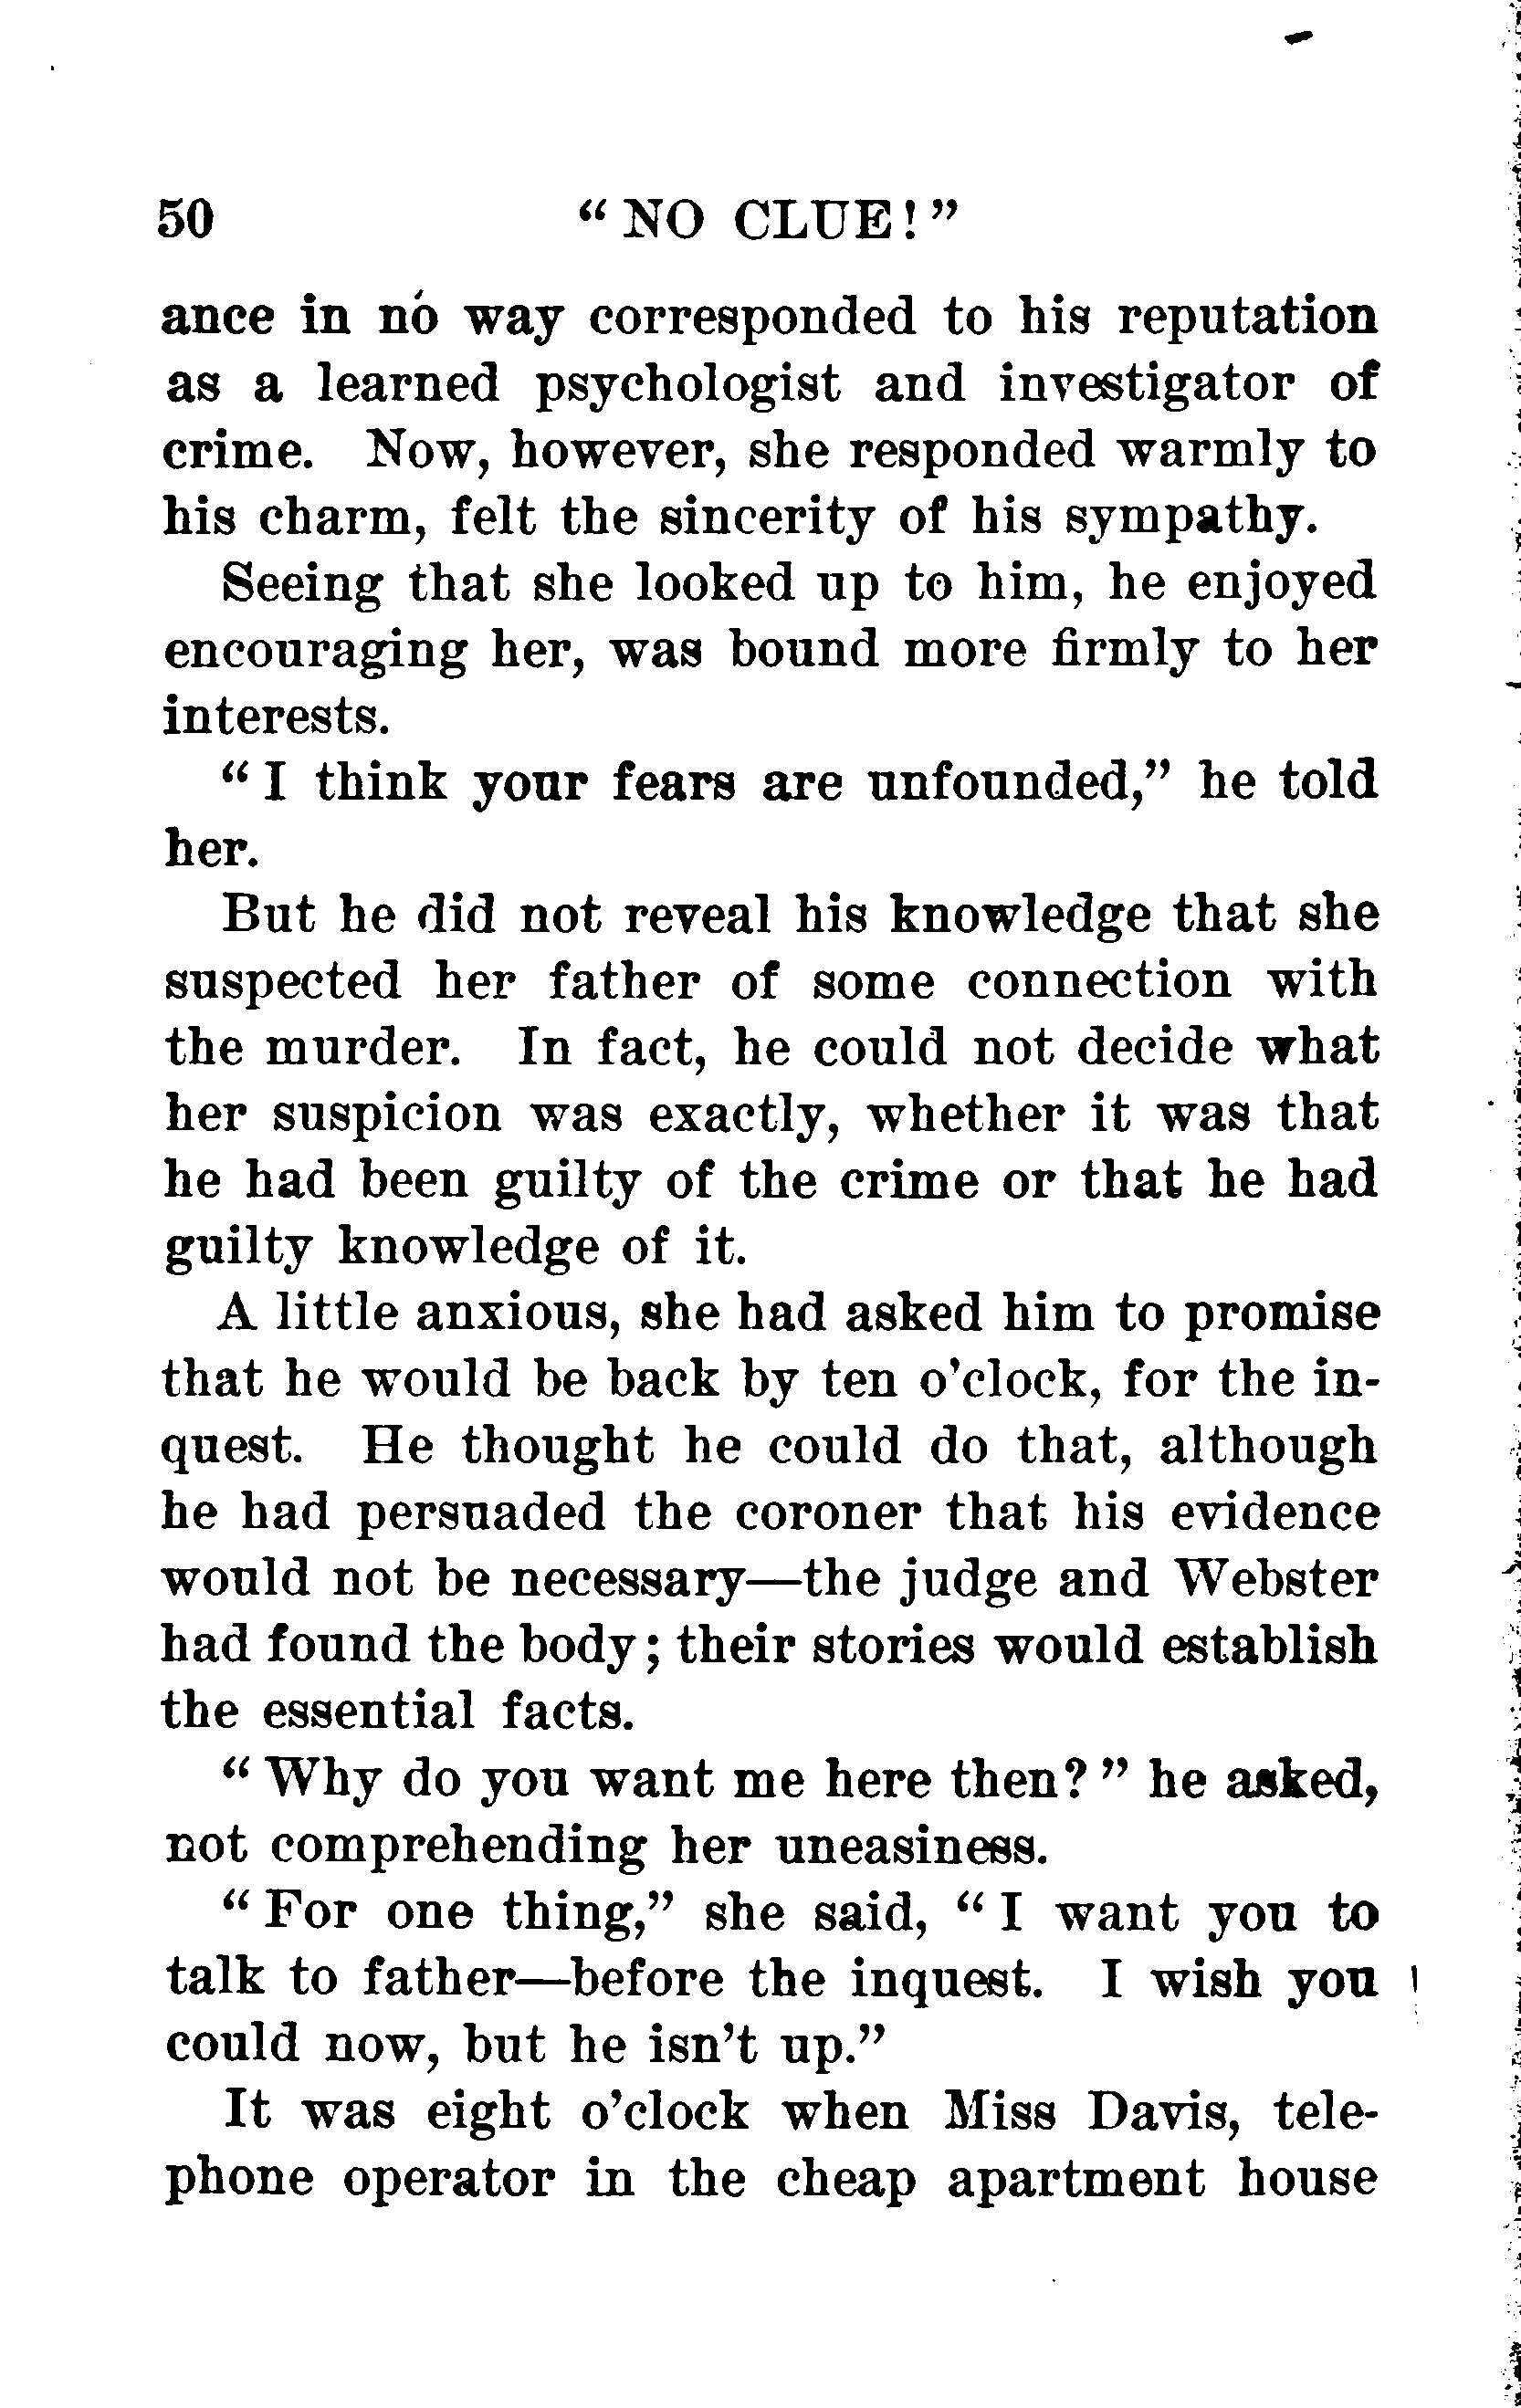 50 “ NO CLUE! ”
ance in no way corresponded to his reputation
as a learned psychologist and investigator of
crime. Now, however, she responded warmly to
his charm, felt the sincerity of his sympathy.
Seeing that she looked up to him, he enjoyed
encouraging her, was bound more firmly to her
interests.
“ I think your fears are unfounded,” he told
her.
But he did not reveal his knowledge that she
suspected her father of some connection with
the murder. In fact, he could not decide what
her suspicion was exactly, whether it was that
he had been guilty of the crime or that he had
guilty knowledge of it.
A little anxious, she had asked him to promise
that he would be back by ten o’clock, for the in-
quest. He thought he could do that, although
he had persuaded the coroner that his evidence
would not be necessary—the judge and Webster
had found the body; their stories would establish
the essential facts.
“ Why do you want me here then? ” he asked,
not comprehending her uneasiness.
“ For one thing,” she said, “ I want you to
talk to father—before the inquest. I wish you
could now, but he isn’t up.”
It was eight o’clock when Miss Davis, tele-
phone operator in the cheap apartment house